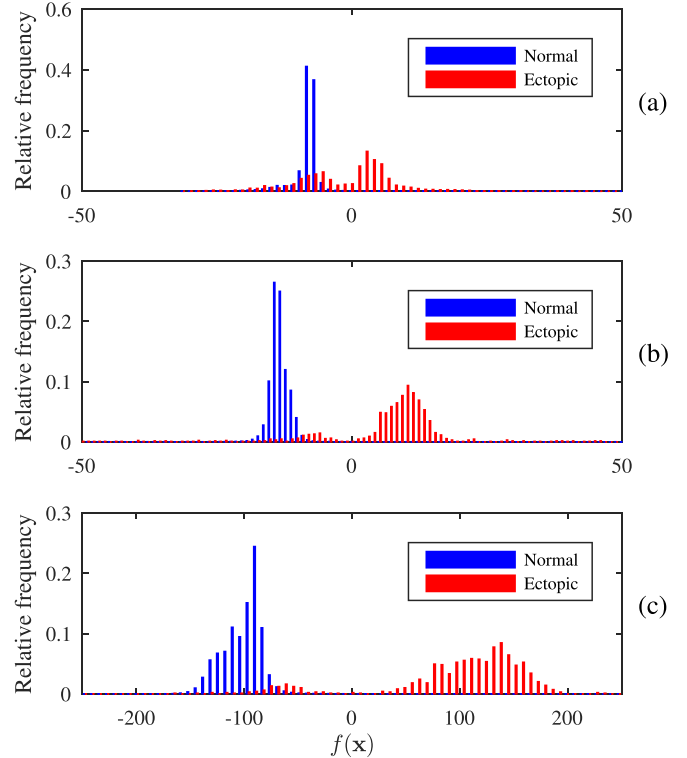 Relative frequency
0.6
0.4
0.2
0
-50
0
50
Normal
Ectopic
(a)
Relative frequency
0.3
0.2
0.1
0
-50
0
50
Normal
Ectopic
(b)
Relative frequency
0.3
0.2
0.1
0
-200
-100
0
100
200
Normal
Ectopic
(c)
f(x)